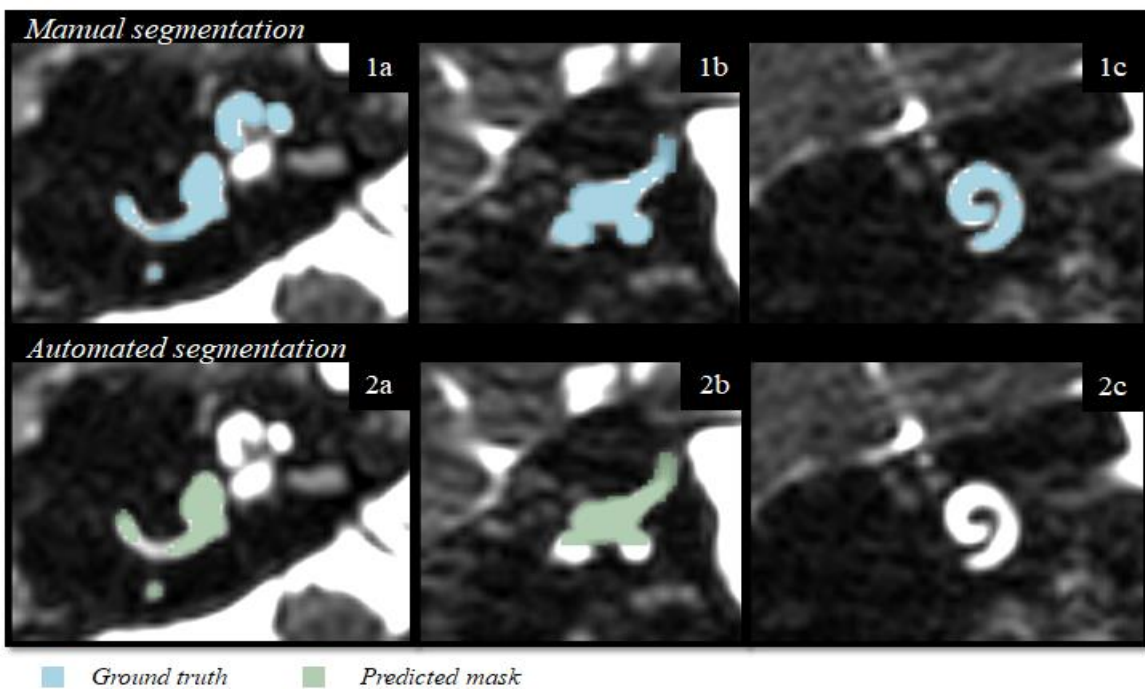 Manual segmentation
1a
1b
1c
Automated segmentation
2a
2b
2c
Ground truth
Predicted mask